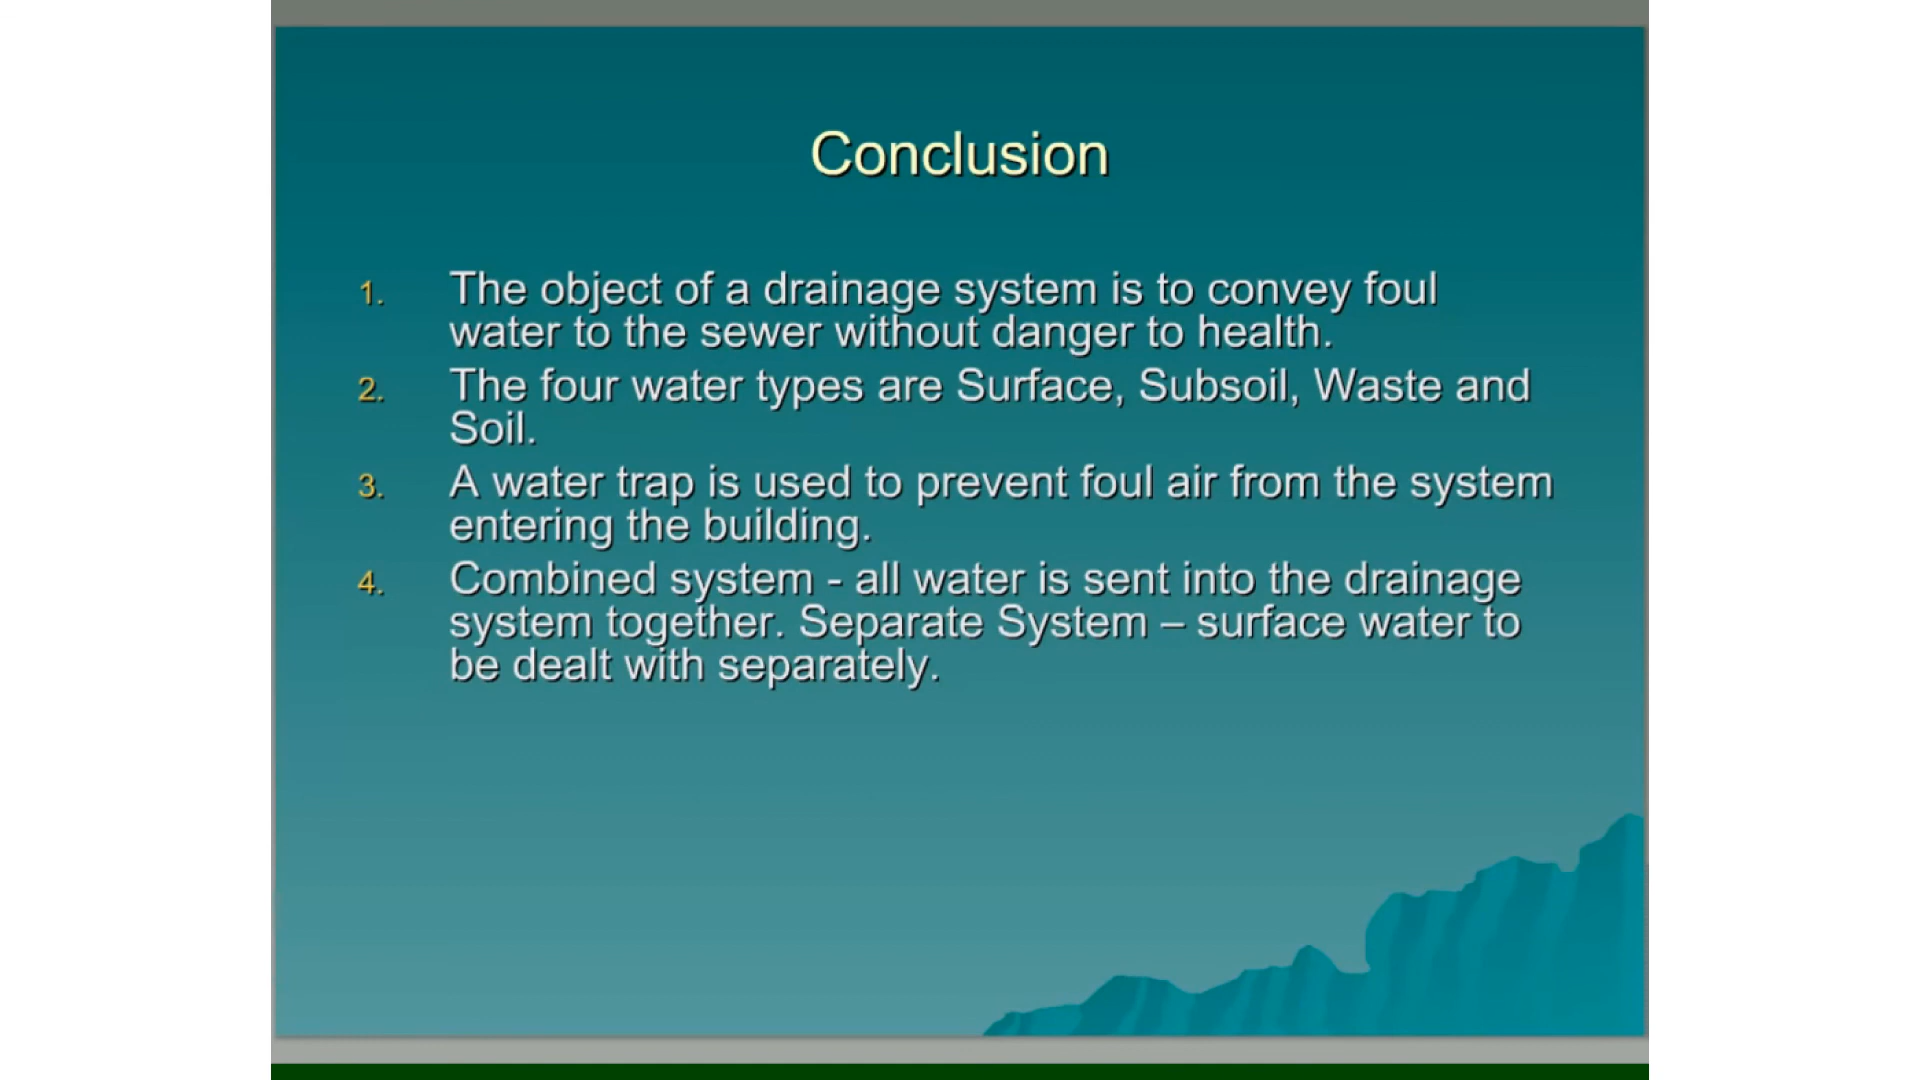 Conclusion
1. The object of a drainage system is to convey foul
water to the sewer without danger to health.
2. The four water types are Surface, Subsoil, Waste and
Soil.
3. A water trap is used to prevent foul air from the system
entering the building.
4. Combined system - all water is sent into the drainage
system together. Separate System – surface water to
be dealt with separately.